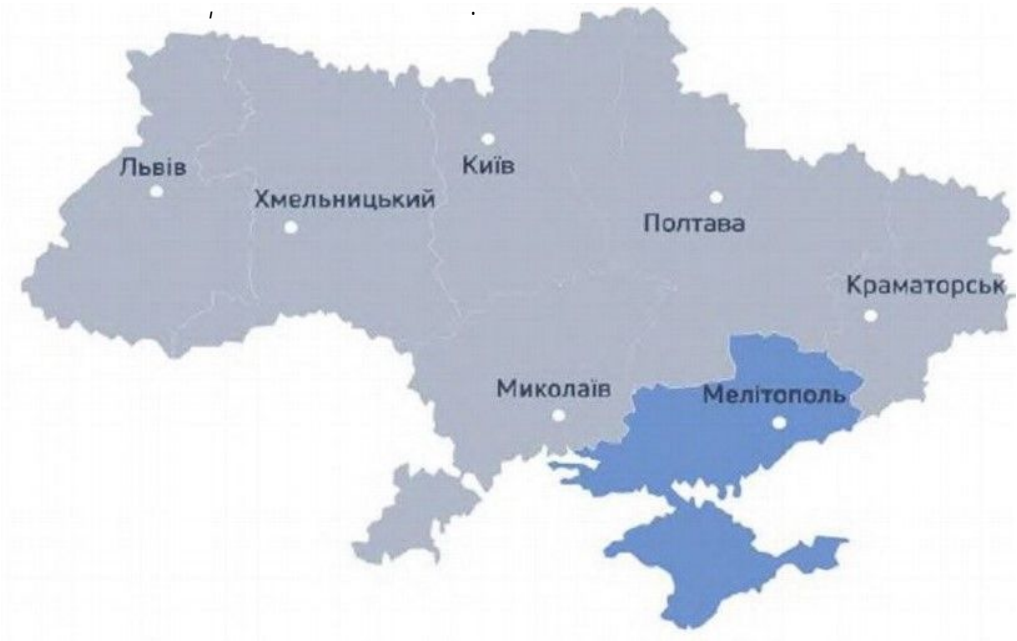 Київ
Львів
Хмельницький
Полтава
Краматорськ
Миколаїв
Мелітополь